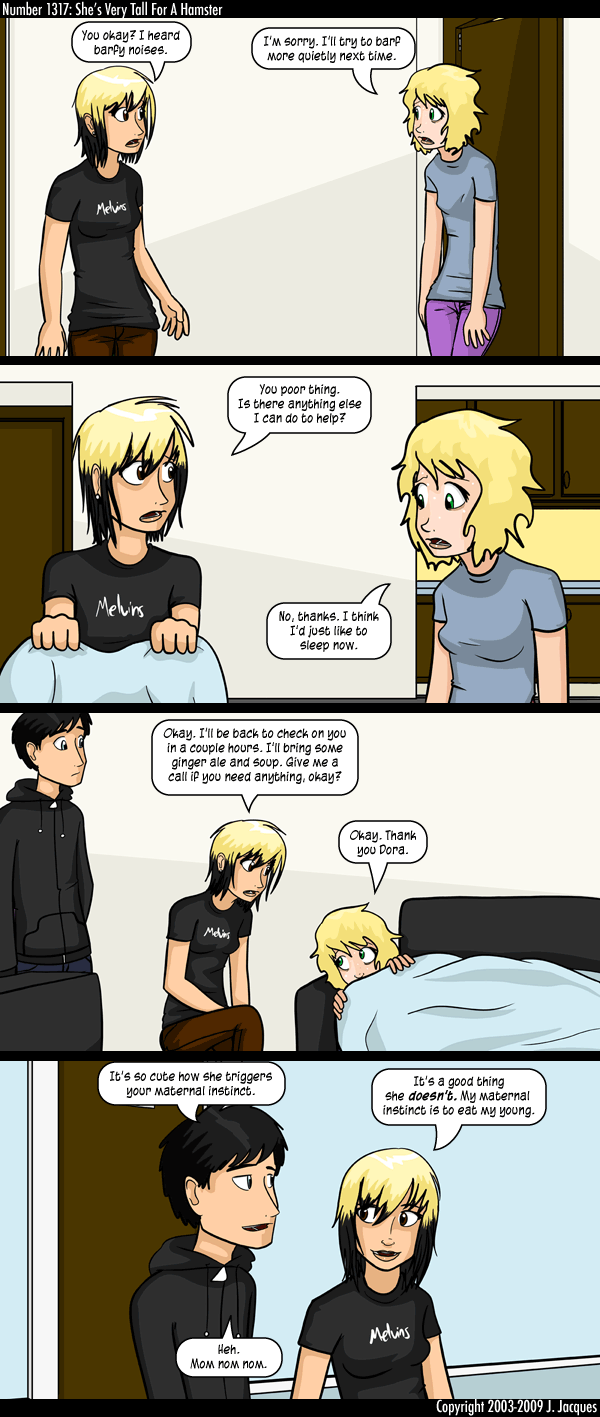 Number 1317: She's Very Tall For A Hamster
You okay? I heard
barfy noises.
I'm sorry. I'll try to barf
more quietly next time.
Melvins
You poor thing.
Is there anything else
I can do to help?
Melvins
No, thanks. I think
I'd just like to
sleep now.
Okay. I'll be back to check on you
in a couple hours. I'll bring some
ginger ale and soup. Give me a
call if you need anything, okay?
Okay. Thank
you Dora.
Melvins
It's so cute how she triggers
your maternal instinct.
It's a good thing
she doesn't. My maternal
instinct is to eat my young.
Heh.
Mom nom nom.
Melvins
Copyright 2003-2009 J. Jacques